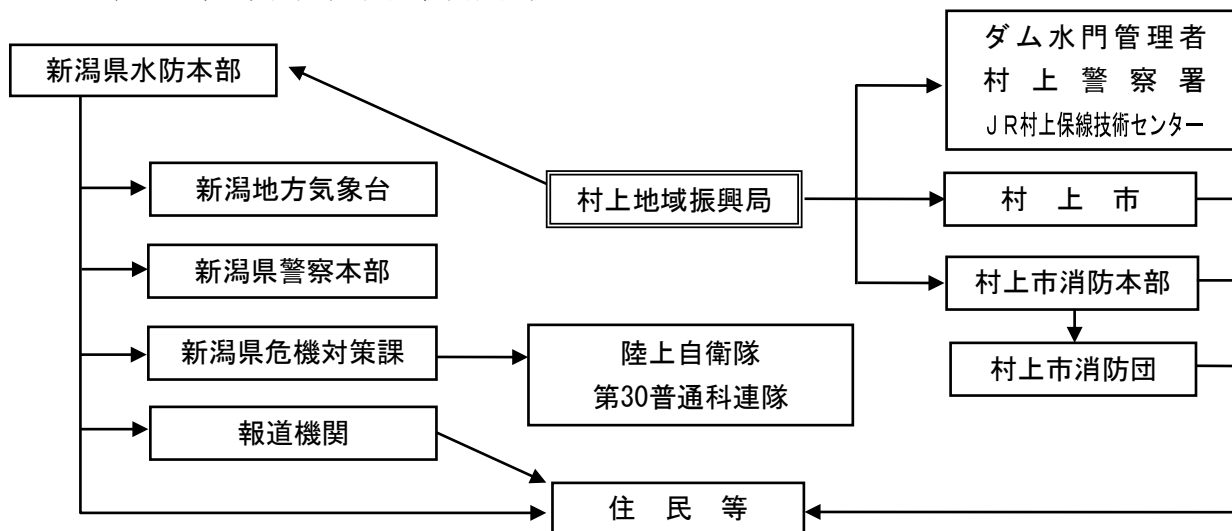 ダム水門管理者
村上警察署
JR村上保線技術センター
新潟県水防本部
新潟地方気象台
村上地域振興局
村上市
新潟県警察本部
村上市消防本部
新潟県危機対策課
陸上自衛隊
第30普通科連隊
村上市消防団
報道機関
住民等